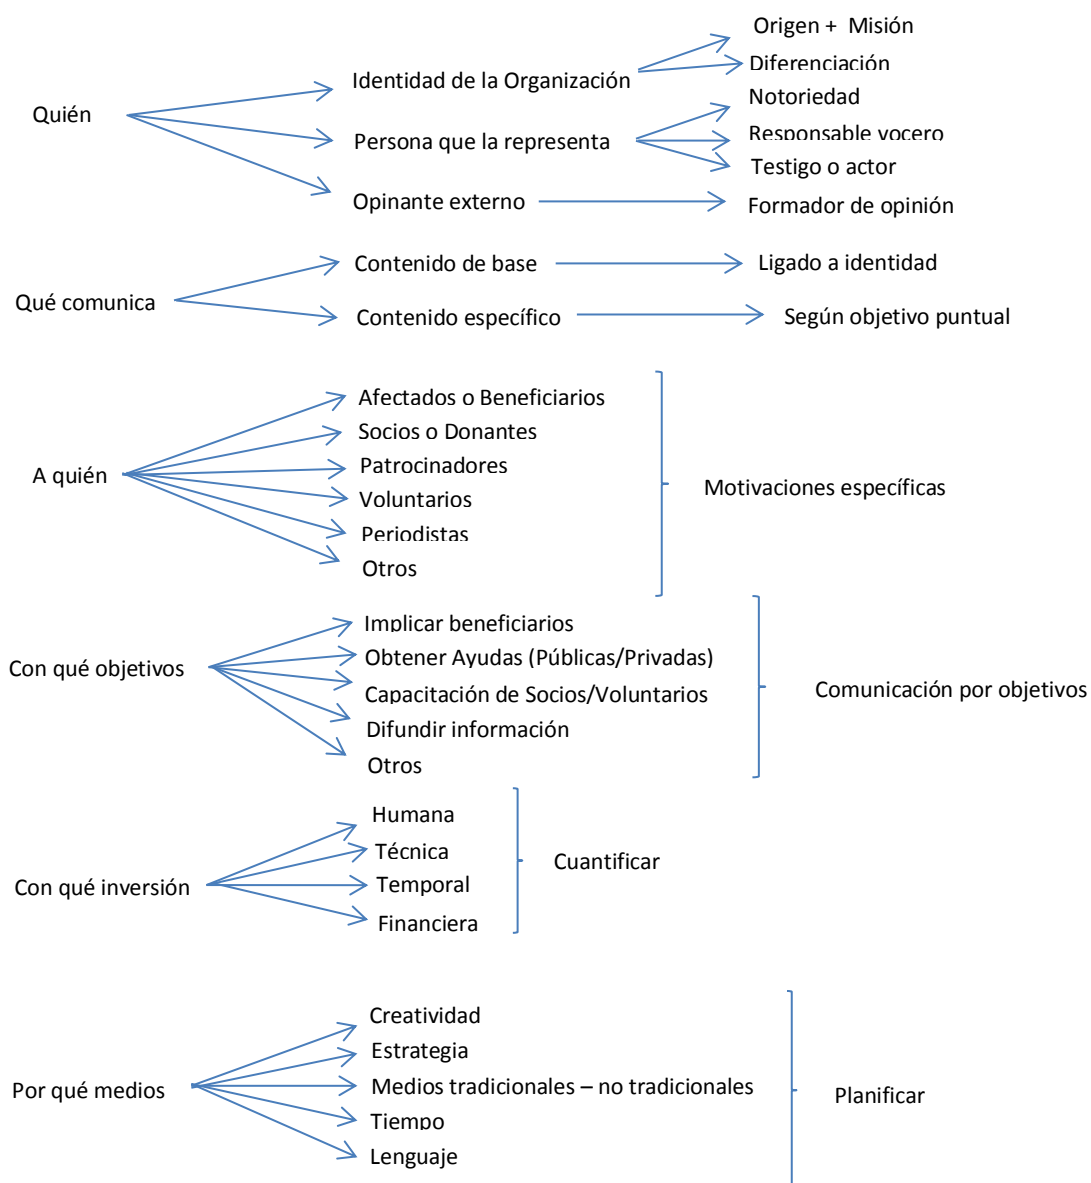 Quién
Identidad de la Organización
Origen + Misión
Diferenciación
Persona que la representa
Notoriedad
Responsable vocero
Testigo o actor
Opinante externo
Formador de opinión
Qué comunica
Contenido de base
Ligado a identidad
Contenido específico
Según objetivo puntual
A quién
Afectados o Beneficiarios
Socios o Donantes
Patrocinadores
Voluntarios
Periodistas
Otros
Motivaciones específicas
Con qué objetivos
Implicar beneficiarios
Obtener Ayudas (Públicas/Privadas)
Capacitación de Socios/Voluntarios
Difundir información
Otros
Comunicación por objetivos
Con qué inversión
Humana
Técnica
Temporal
Financiera
Cuantificar
Por qué medios
Creatividad
Estrategia
Medios tradicionales – no tradicionales
Tiempo
Lenguaje
Planificar